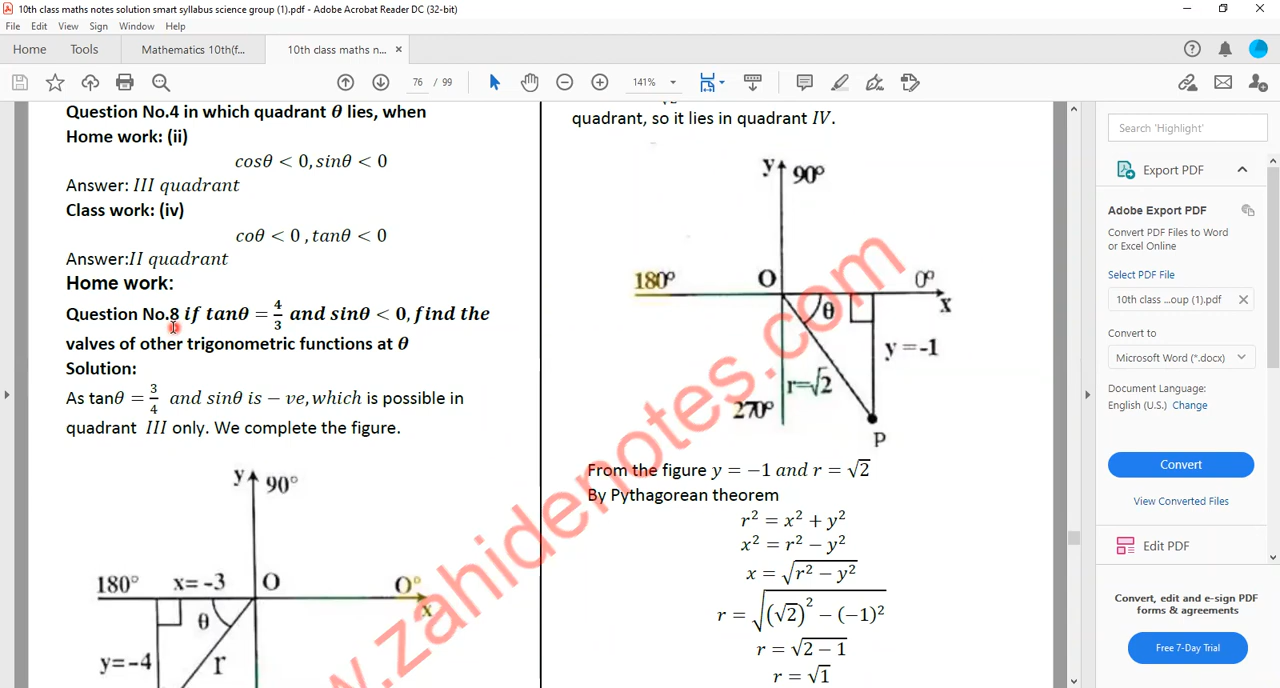 10th class maths notes solution smart syllabus science group (1).pdf - Adobe Acrobat Reader DC (32-bit)
File Edit View Sign Window Help
Home Tools Mathematics 10th(f... 10th class maths n... ×
76 / 99 141%
Question No.4 in which quadrant θ lies, when
Home work: (ii)
cosθ < 0, sinθ < 0
Answer: III quadrant
Class work: (iv)
coθ < 0 , tanθ < 0
Answer:II quadrant
Home work:
Question No.8 if tanθ = 4/3 and sinθ < 0, find the
valves of other trigonometric functions at θ
Solution:
As tanθ = 3/4 and sinθ is − ve, which is possible in
quadrant III only. We complete the figure.
y 90°
180° x= -3 O 0°
x
θ
y=-4 r
quadrant, so it lies in quadrant IV.
y 90°
180° O 0°
x
θ
y =-1
r=√2
270°
P
From the figure y = −1 and r = √2
By Pythagorean theorem
r² = x² + y²
x² = r² − y²
x = √(r² − y²)
r = √((√2)² − (−1)²)
r = √(2 − 1)
r = √1
w.zahidenotes.com
Search 'Highlight'
Export PDF
Adobe Export PDF
Convert PDF Files to Word
or Excel Online
Select PDF File
10th class ...oup (1).pdf ×
Convert to
Microsoft Word (*.docx)
Document Language:
English (U.S.) Change
Convert
View Converted Files
Edit PDF
Convert, edit and e-sign PDF
forms & agreements
Free 7-Day Trial